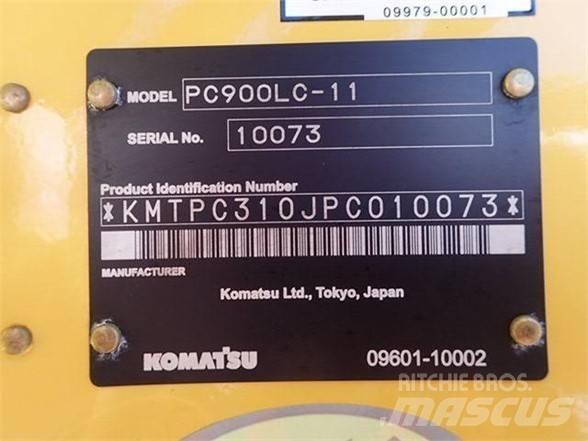 09979-00001
MODEL PC900LC-11
SERIAL No. 10073
Product Identification Number
*KMTPC310JPC010073*
MANUFACTURER
Komatsu Ltd., Tokyo, Japan
KOMATSU 09601-10002
RITCHIE BROS.
MASCUS